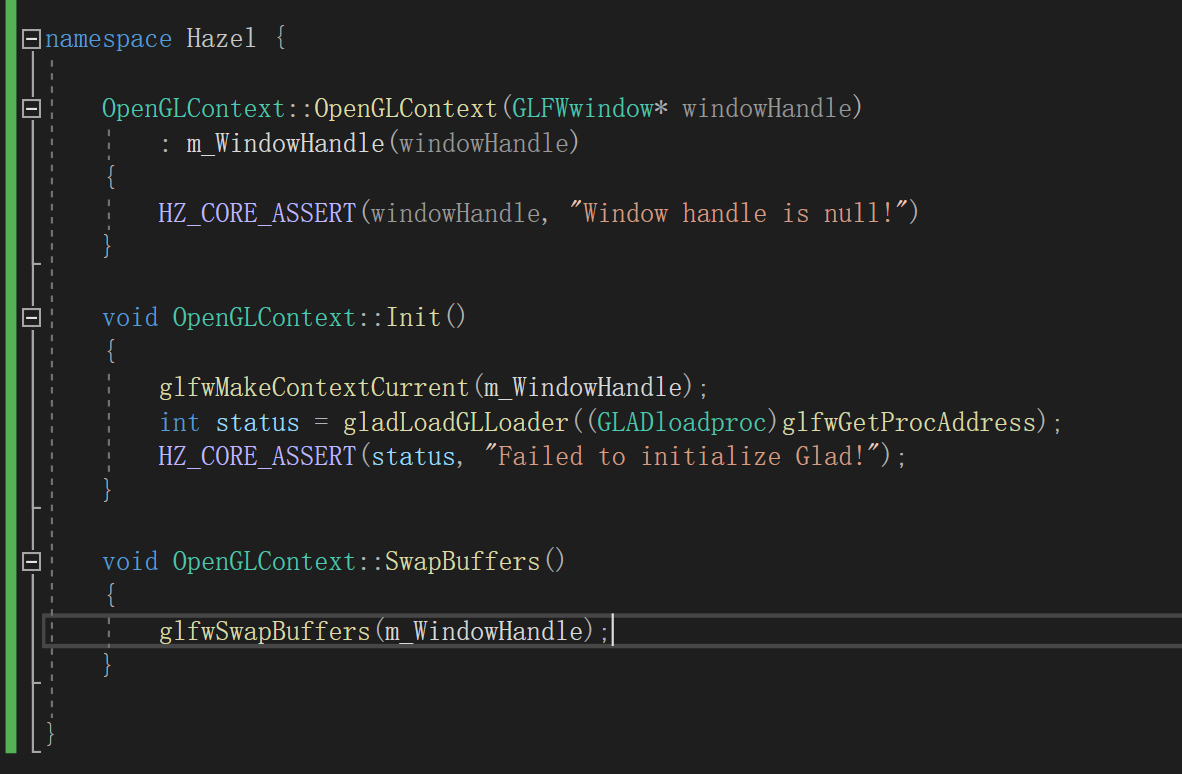 namespace Hazel {
OpenGLContext::OpenGLContext(GLFWwindow* windowHandle)
: m_WindowHandle(windowHandle)
{
HZ_CORE_ASSERT(windowHandle, "Window handle is null!")
}
void OpenGLContext::Init()
{
glfwMakeContextCurrent(m_WindowHandle);
int status = gladLoadGLLoader((GLADloadproc)glfwGetProcAddress);
HZ_CORE_ASSERT(status, "Failed to initialize Glad!");
}
void OpenGLContext::SwapBuffers()
{
glfwSwapBuffers(m_WindowHandle);
}
}